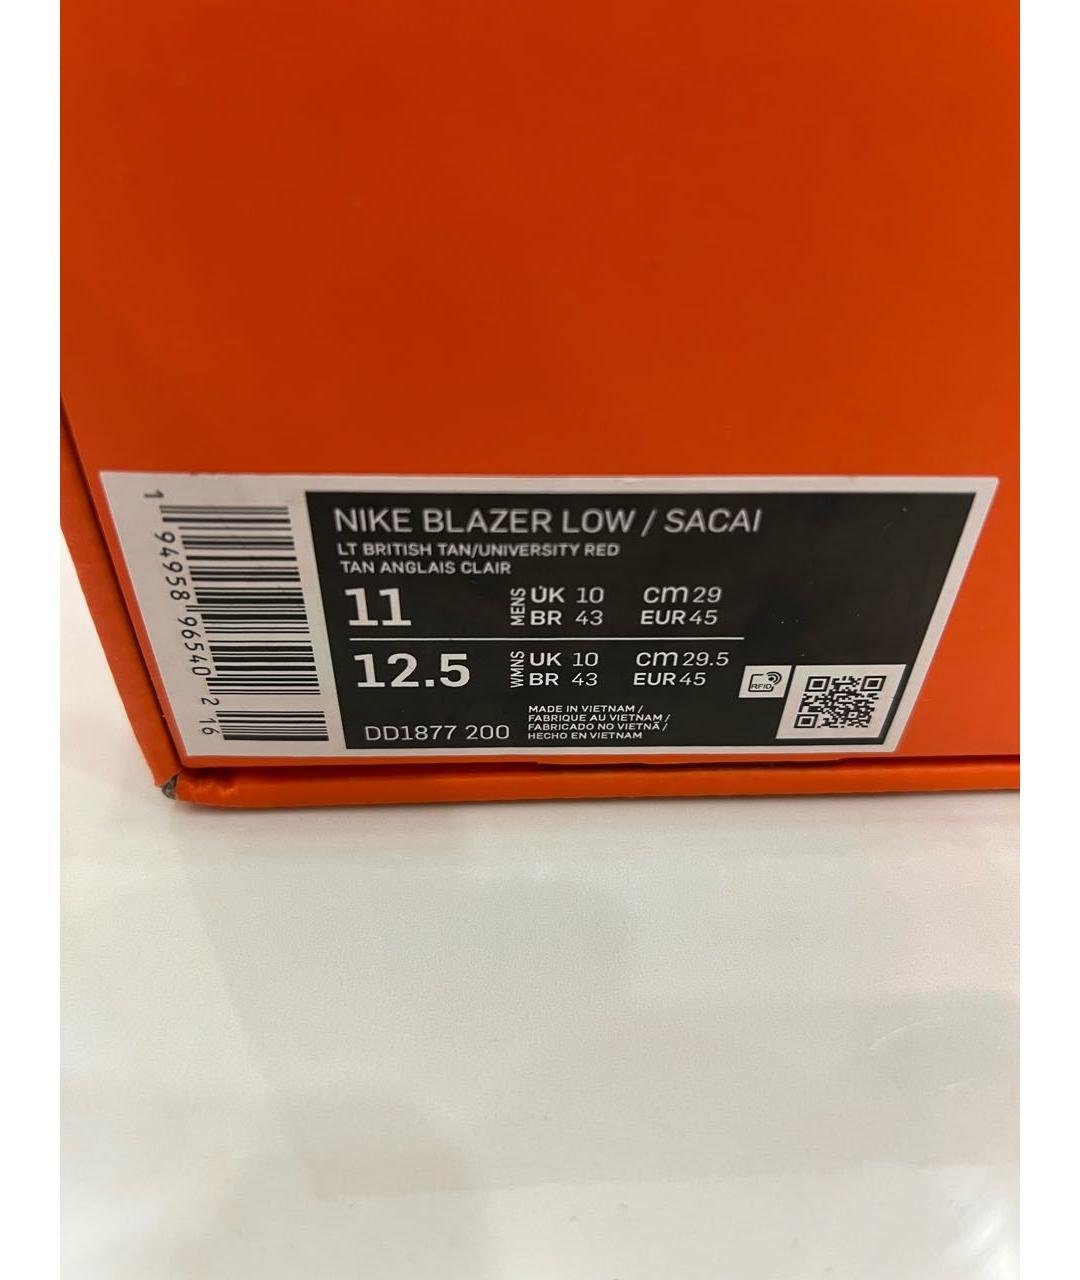 NIKE BLAZER LOW / SACAI
LT BRITISH TAN/UNIVERSITY RED
TAN ANGLAIS CLAIR
11 MENS UK 10 cm 29
BR 43 EUR 45
12.5 WMNS UK 10 cm 29.5
BR 43 EUR 45
RFID
DD1877 200
MADE IN VIETNAM /
FABRIQUE AU VIETNAM /
FABRICADO NO VIETNÃ /
HECHO EN VIETNAM
1 94958 96540 2 16